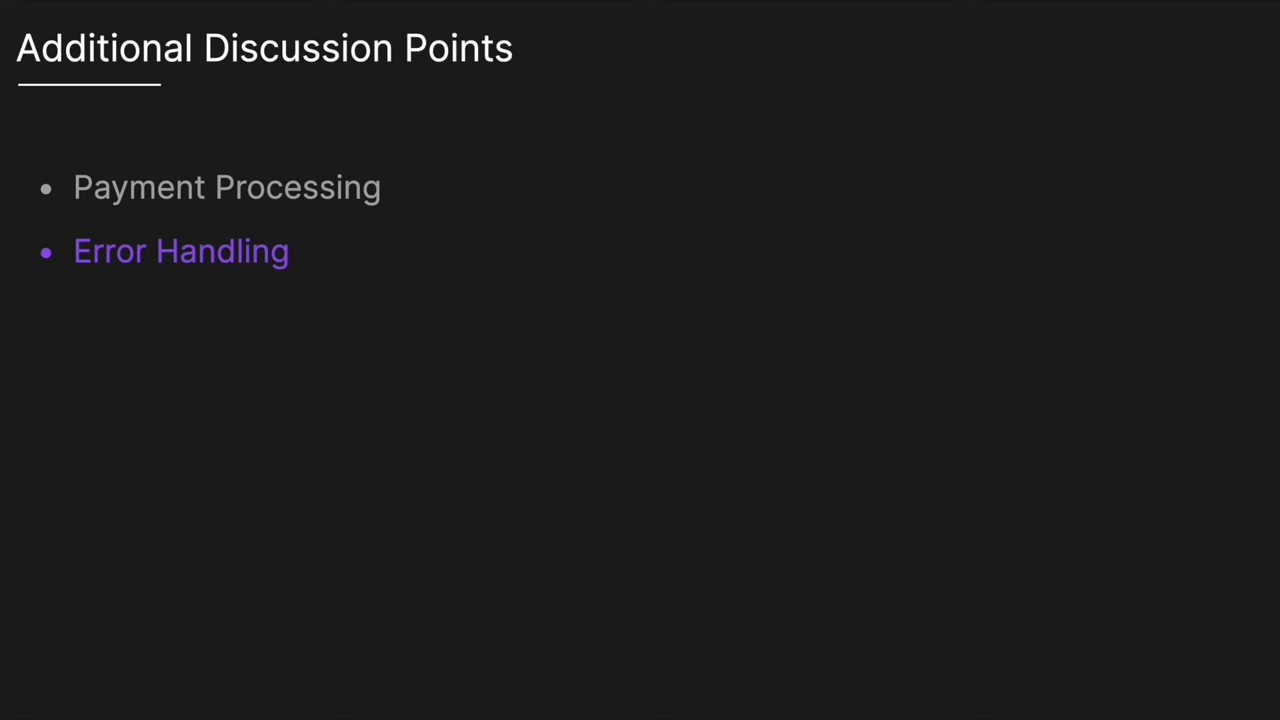 Additional Discussion Points
• Payment Processing
• Error Handling